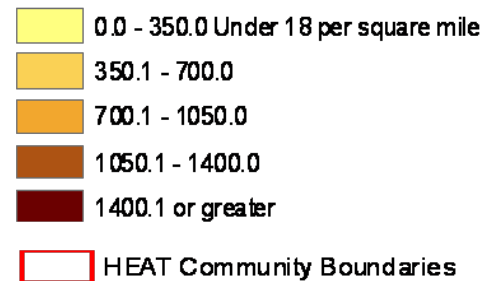 0.0 - 350.0 Under 18 per square mile
350.1 - 700.0
700.1 - 1050.0
1050.1 - 1400.0
1400.1 or greater
HEAT Community Boundaries